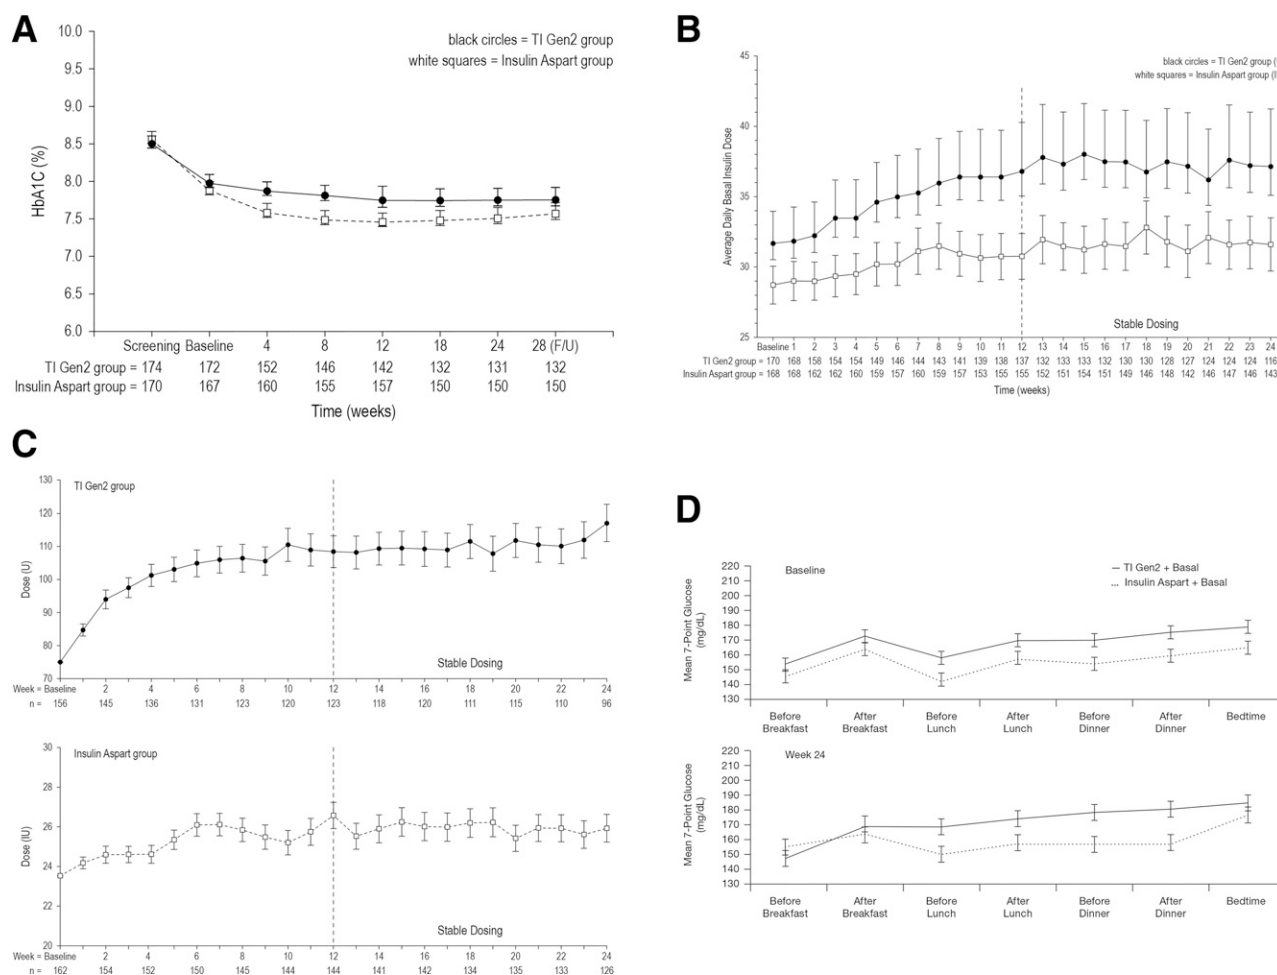 A
10.0
9.5
9.0
8.5
8.0
7.5
7.0
6.5
6.0
HbA1C (%)
black circles = TI Gen2 group
white squares = Insulin Aspart group
Screening Baseline 4 8 12 18 24 28 (F/U)
TI Gen2 group = 174 172 152 146 142 132 131 132
Insulin Aspart group = 170 167 160 155 157 150 150 150
Time (weeks)
B
45
40
35
30
25
Average Daily Basal Insulin Dose
black circles = TI Gen2 group (
white squares = Insulin Aspart group (I
Stable Dosing
Baseline 1 2 3 4 5 6 7 8 9 10 11 12 13 14 15 16 17 18 19 20 21 22 23 24
TI Gen2 group = 170 168 158 154 154 149 146 144 143 141 139 138 137 132 133 133 132 130 130 128 127 124 124 124 116
Insulin Aspart group = 168 168 162 162 160 159 157 160 159 157 153 155 155 152 151 154 151 149 146 148 142 146 147 146 143
Time (weeks)
C
130
120
110
100
90
80
70
Dose (U)
TI Gen2 group
Stable Dosing
Week = Baseline 2 4 6 8 10 12 14 16 18 20 22 24
n = 156 145 136 131 123 120 123 118 118 111 115 110 96
30
28
26
24
22
20
Dose (IU)
Insulin Aspart group
Stable Dosing
Week = Baseline 2 4 6 8 10 12 14 16 18 20 22 24
n = 162 154 152 150 145 144 144 141 142 134 135 133 126
D
220
210
200
190
180
170
160
150
140
130
Mean 7-Point Glucose
(mg/dL)
Baseline
TI Gen2 + Basal
Insulin Aspart + Basal
Before After Before After Before After Bedtime
Breakfast Breakfast Lunch Lunch Dinner Dinner
220
210
200
190
180
170
160
150
140
130
Mean 7-Point Glucose
(mg/dL)
Week 24
Before After Before After Before After Bedtime
Breakfast Breakfast Lunch Lunch Dinner Dinner